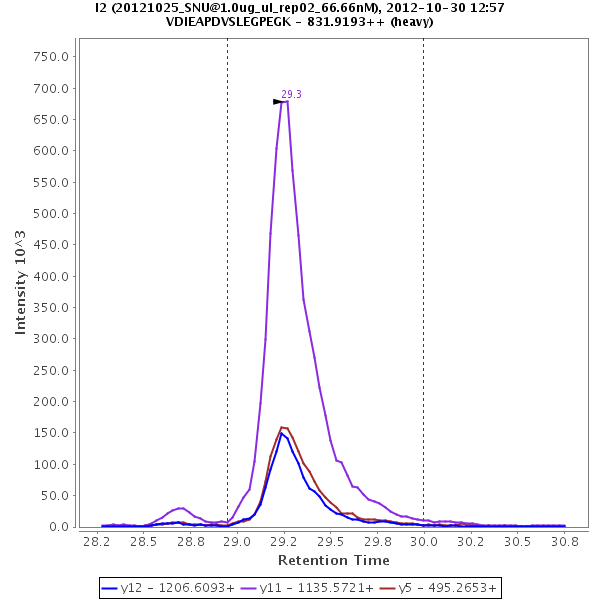 I2 (20121025_SNU@1.0ug_ul_rep02_66.66nM), 2012-10-30 12:57
VDIEAPDVSLEGPEGK - 831.9193++ (heavy)
750.0
700.0
650.0
600.0
550.0
500.0
450.0
400.0
350.0
300.0
250.0
200.0
150.0
100.0
50.0
0.0
Intensity 10^3
29.3
28.2 28.5 28.8 29.0 29.2 29.5 29.8 30.0 30.2 30.5 30.8
Retention Time
y12 - 1206.6093+ y11 - 1135.5721+ y5 - 495.2653+